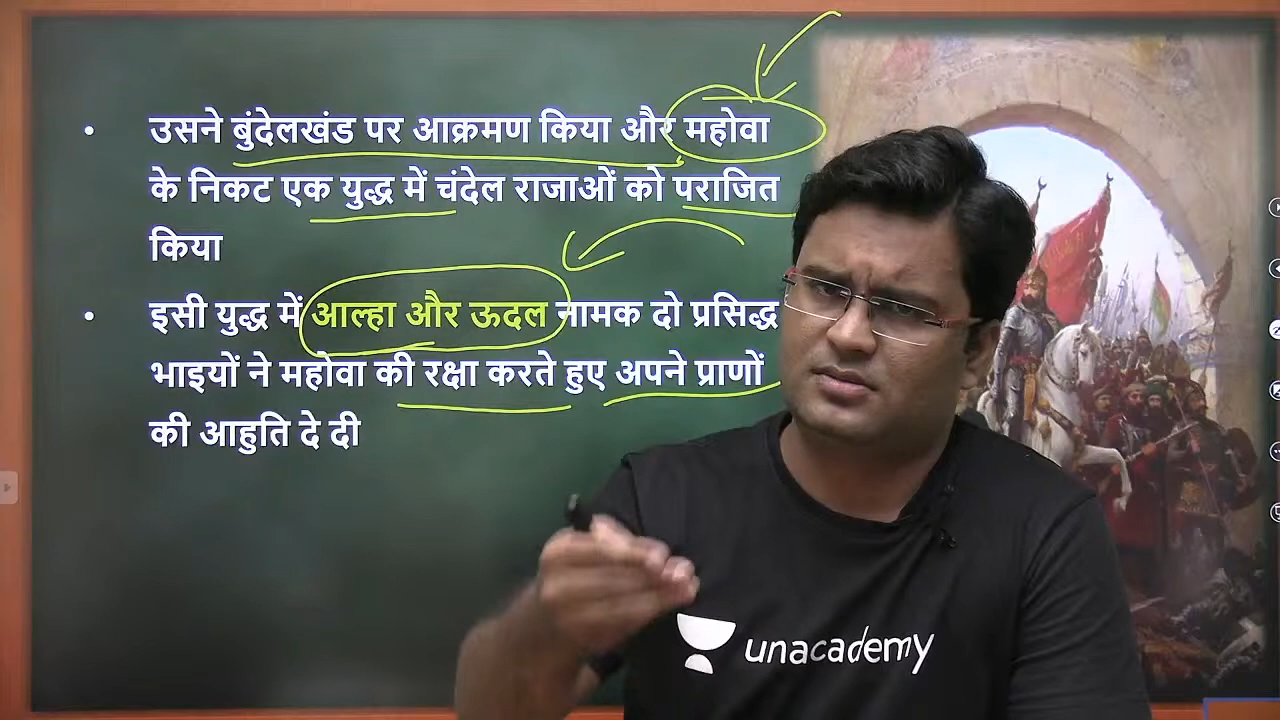 उसने बुंदेलखंड पर आक्रमण किया और महोवा
के निकट एक युद्ध में चंदेल राजाओं को पराजित
किया
इसी युद्ध में आल्हा और ऊदल नामक दो प्रसिद्ध
भाइयों ने महोवा की रक्षा करते हुए अपने प्राणों
की आहुति दे दी
unacademy